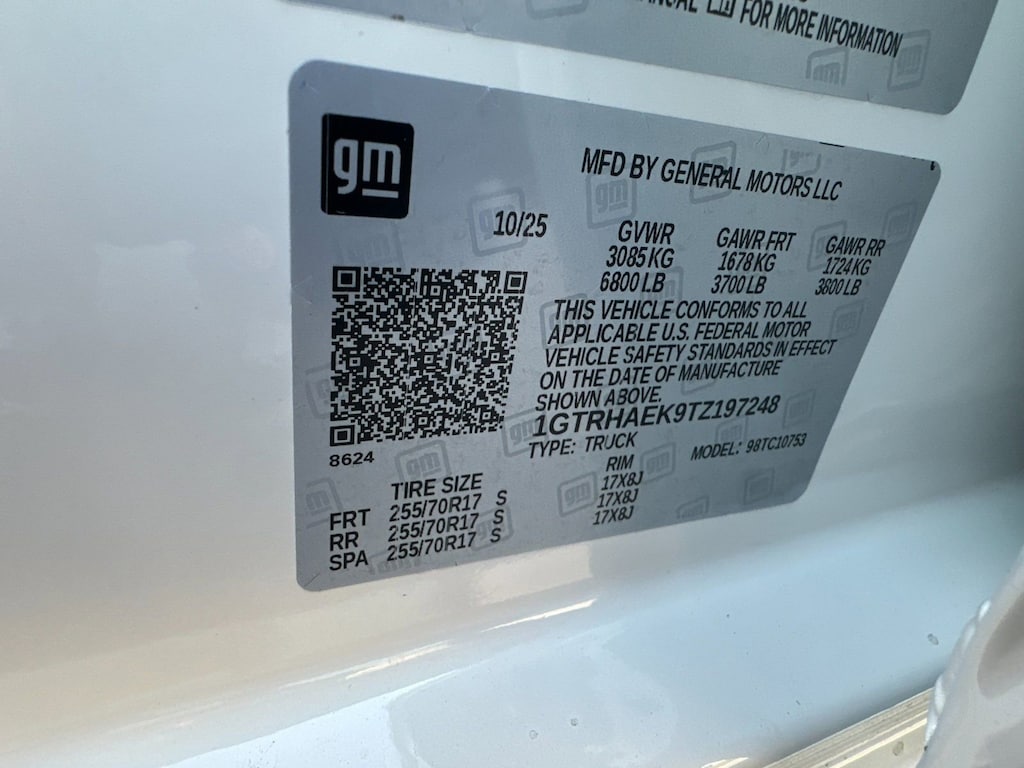 FOR MORE INFORMATION
gm
MFD BY GENERAL MOTORS LLC
10/25
GVWR GAWR FRT GAWR RR
3085 KG 1678 KG 1724 KG
6800 LB 3700 LB 3800 LB
THIS VEHICLE CONFORMS TO ALL
APPLICABLE U.S. FEDERAL MOTOR
VEHICLE SAFETY STANDARDS IN EFFECT
ON THE DATE OF MANUFACTURE
SHOWN ABOVE.
1GTRHAEK9TZ197248
TYPE: TRUCK MODEL: 98TC10753
8624
TIRE SIZE RIM
FRT 255/70R17 S 17X8J
RR 255/70R17 S 17X8J
SPA 255/70R17 S 17X8J